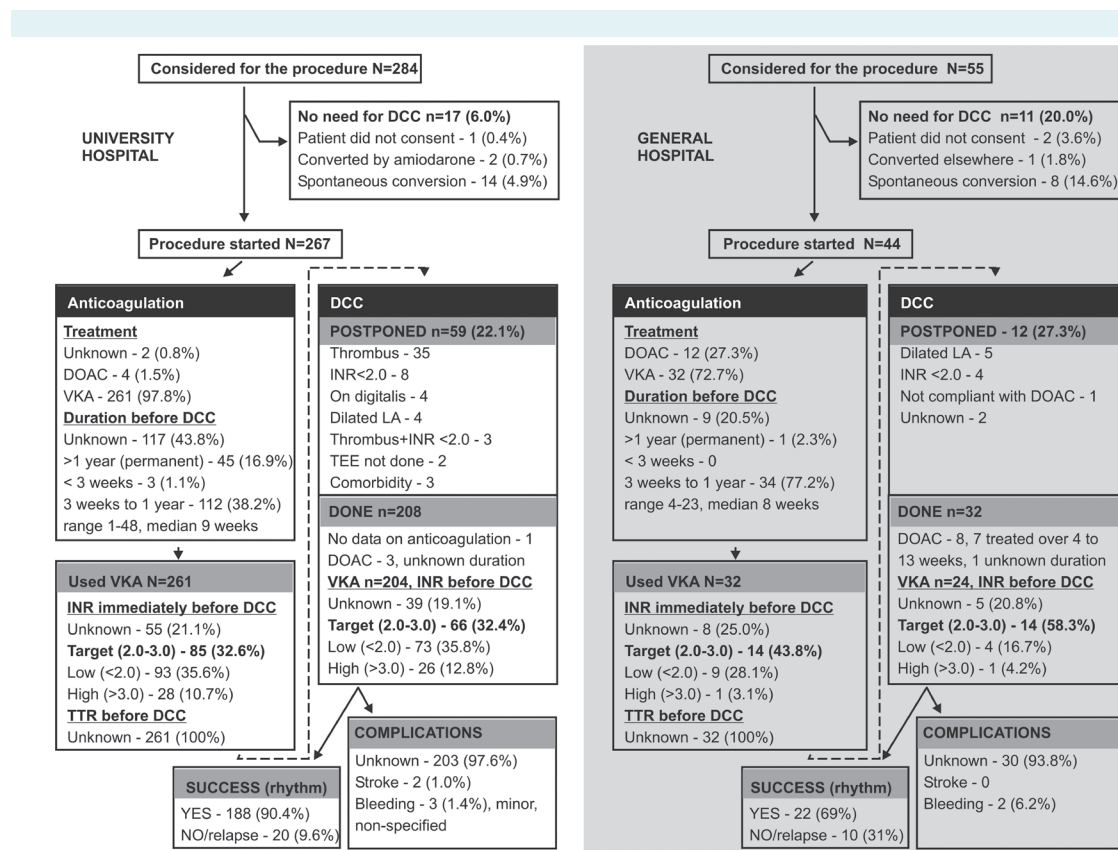 Considered for the procedure N=284
UNIVERSITY
HOSPITAL
No need for DCC n=17 (6.0%)
Patient did not consent - 1 (0.4%)
Converted by amiodarone - 2 (0.7%)
Spontaneous conversion - 14 (4.9%)
Procedure started N=267
Anticoagulation
Treatment
Unknown - 2 (0.8%)
DOAC - 4 (1.5%)
VKA - 261 (97.8%)
Duration before DCC
Unknown - 117 (43.8%)
>1 year (permanent) - 45 (16.9%)
< 3 weeks - 3 (1.1%)
3 weeks to 1 year - 112 (38.2%)
range 1-48, median 9 weeks
Used VKA N=261
INR immediately before DCC
Unknown - 55 (21.1%)
Target (2.0-3.0) - 85 (32.6%)
Low (<2.0) - 93 (35.6%)
High (>3.0) - 28 (10.7%)
TTR before DCC
Unknown - 261 (100%)
DCC
POSTPONED n=59 (22.1%)
Thrombus - 35
INR<2.0 - 8
On digitalis - 4
Dilated LA - 4
Thrombus+INR <2.0 - 3
TEE not done - 2
Comorbidity - 3
DONE n=208
No data on anticoagulation - 1
DOAC - 3, unknown duration
VKA n=204, INR before DCC
Unknown - 39 (19.1%)
Target (2.0-3.0) - 66 (32.4%)
Low (<2.0) - 73 (35.8%)
High (>3.0) - 26 (12.8%)
COMPLICATIONS
Unknown - 203 (97.6%)
Stroke - 2 (1.0%)
Bleeding - 3 (1.4%), minor,
non-specified
SUCCESS (rhythm)
YES - 188 (90.4%)
NO/relapse - 20 (9.6%)
Considered for the procedure N=55
GENERAL
HOSPITAL
No need for DCC n=11 (20.0%)
Patient did not consent - 2 (3.6%)
Converted elsewhere - 1 (1.8%)
Spontaneous conversion - 8 (14.6%)
Procedure started N=44
Anticoagulation
Treatment
DOAC - 12 (27.3%)
VKA - 32 (72.7%)
Duration before DCC
Unknown - 9 (20.5%)
>1 year (permanent) - 1 (2.3%)
< 3 weeks - 0
3 weeks to 1 year - 34 (77.2%)
range 4-23, median 8 weeks
Used VKA N=32
INR immediately before DCC
Unknown - 8 (25.0%)
Target (2.0-3.0) - 14 (43.8%)
Low (<2.0) - 9 (28.1%)
High (>3.0) - 1 (3.1%)
TTR before DCC
Unknown - 32 (100%)
DCC
POSTPONED - 12 (27.3%)
Dilated LA - 5
INR <2.0 - 4
Not compliant with DOAC - 1
Unknown - 2
DONE n=32
DOAC - 8, 7 treated over 4 to
13 weeks, 1 unknown duration
VKA n=24, INR before DCC
Unknown - 5 (20.8%)
Target (2.0-3.0) - 14 (58.3%)
Low (<2.0) - 4 (16.7%)
High (>3.0) - 1 (4.2%)
COMPLICATIONS
Unknown - 30 (93.8%)
Stroke - 0
Bleeding - 2 (6.2%)
SUCCESS (rhythm)
YES - 22 (69%)
NO/relapse - 10 (31%)